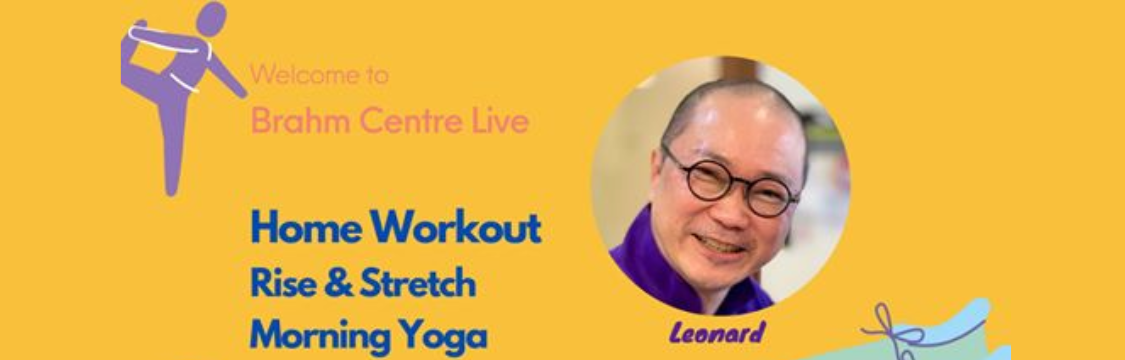 Welcome to
Brahm Centre Live
Home Workout
Rise & Stretch
Morning Yoga
Leonard